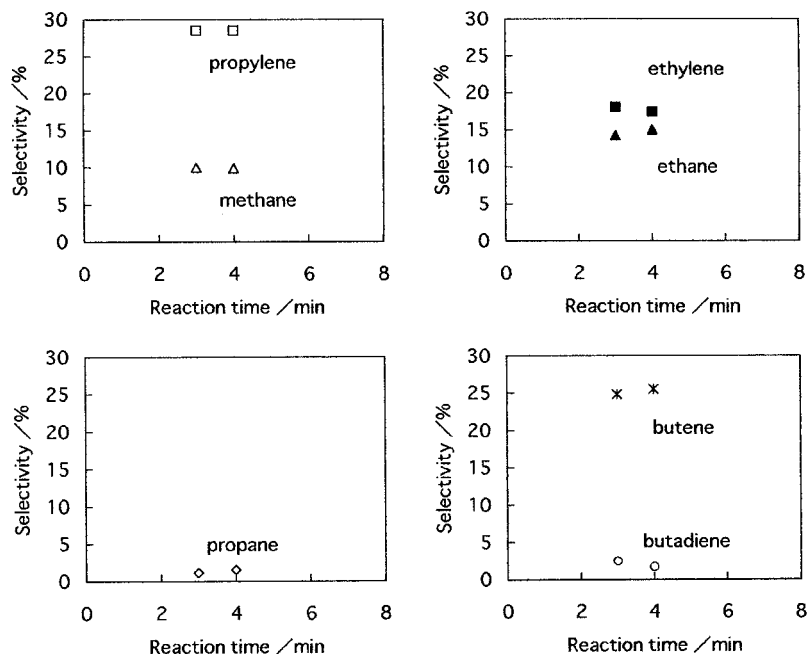 30
25
20
15
10
5
0
Selectivity ／%
propylene
methane
0 2 4 6 8
Reaction time ／min
30
25
20
15
10
5
0
Selectivity ／%
ethylene
ethane
0 2 4 6 8
Reaction time ／min
30
25
20
15
10
5
0
Selectivity ／%
propane
0 2 4 6 8
Reaction time ／min
30
25
20
15
10
5
0
Selectivity ／%
butene
butadiene
0 2 4 6 8
Reaction time ／min